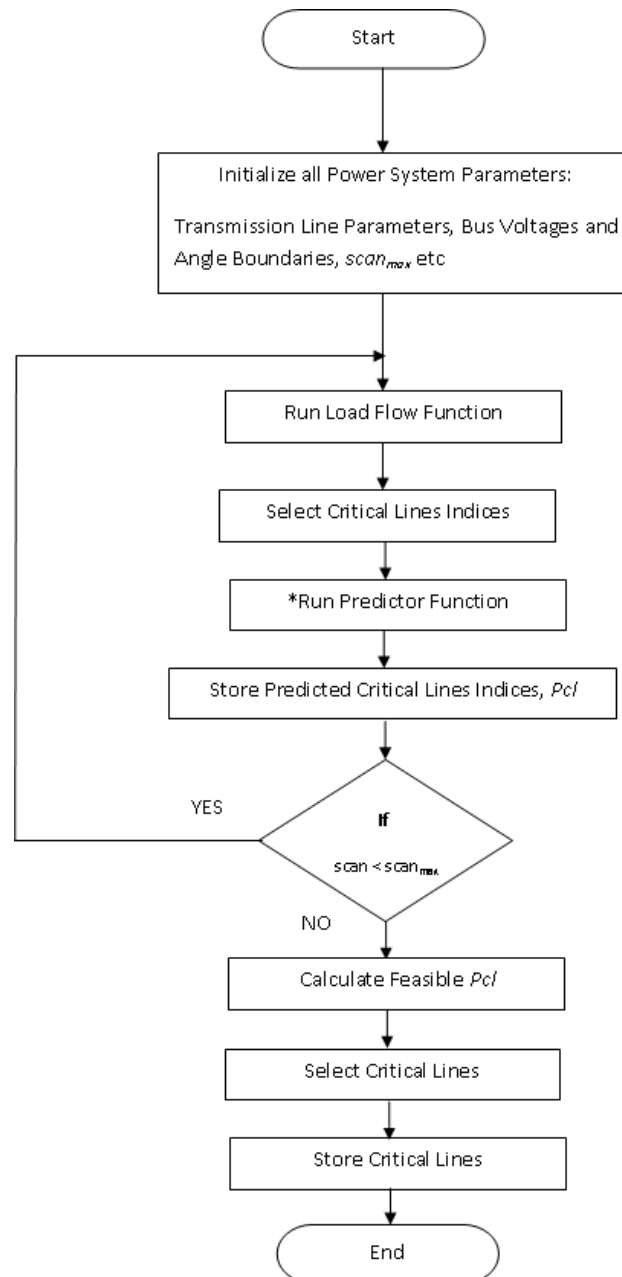 Start
Initialize all Power System Parameters:
Transmission Line Parameters, Bus Voltages and
Angle Boundaries, scanmax etc
Run Load Flow Function
Select Critical Lines Indices
*Run Predictor Function
Store Predicted Critical Lines Indices, Pcl
YES
If
scan < scanmax
NO
Calculate Feasible Pcl
Select Critical Lines
Store Critical Lines
End